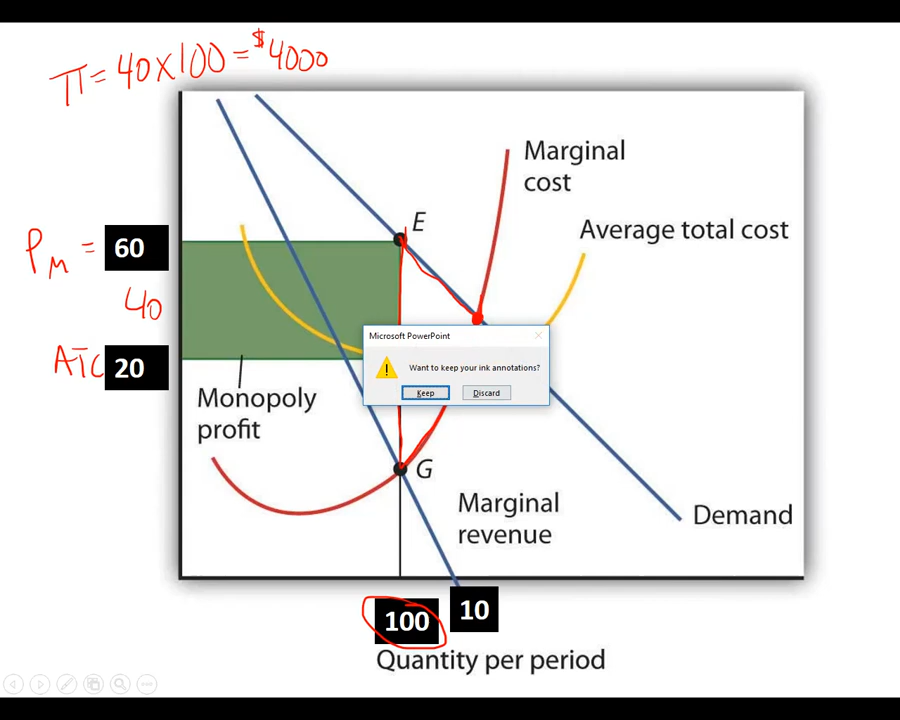 π = 40 x 100 = $4000
Marginal
cost
E
Average total cost
P_M = 60
40
Microsoft PowerPoint
Want to keep your ink annotations?
Keep
Discard
ATC 20
Monopoly
profit
G
Marginal
revenue
Demand
100
10
Quantity per period